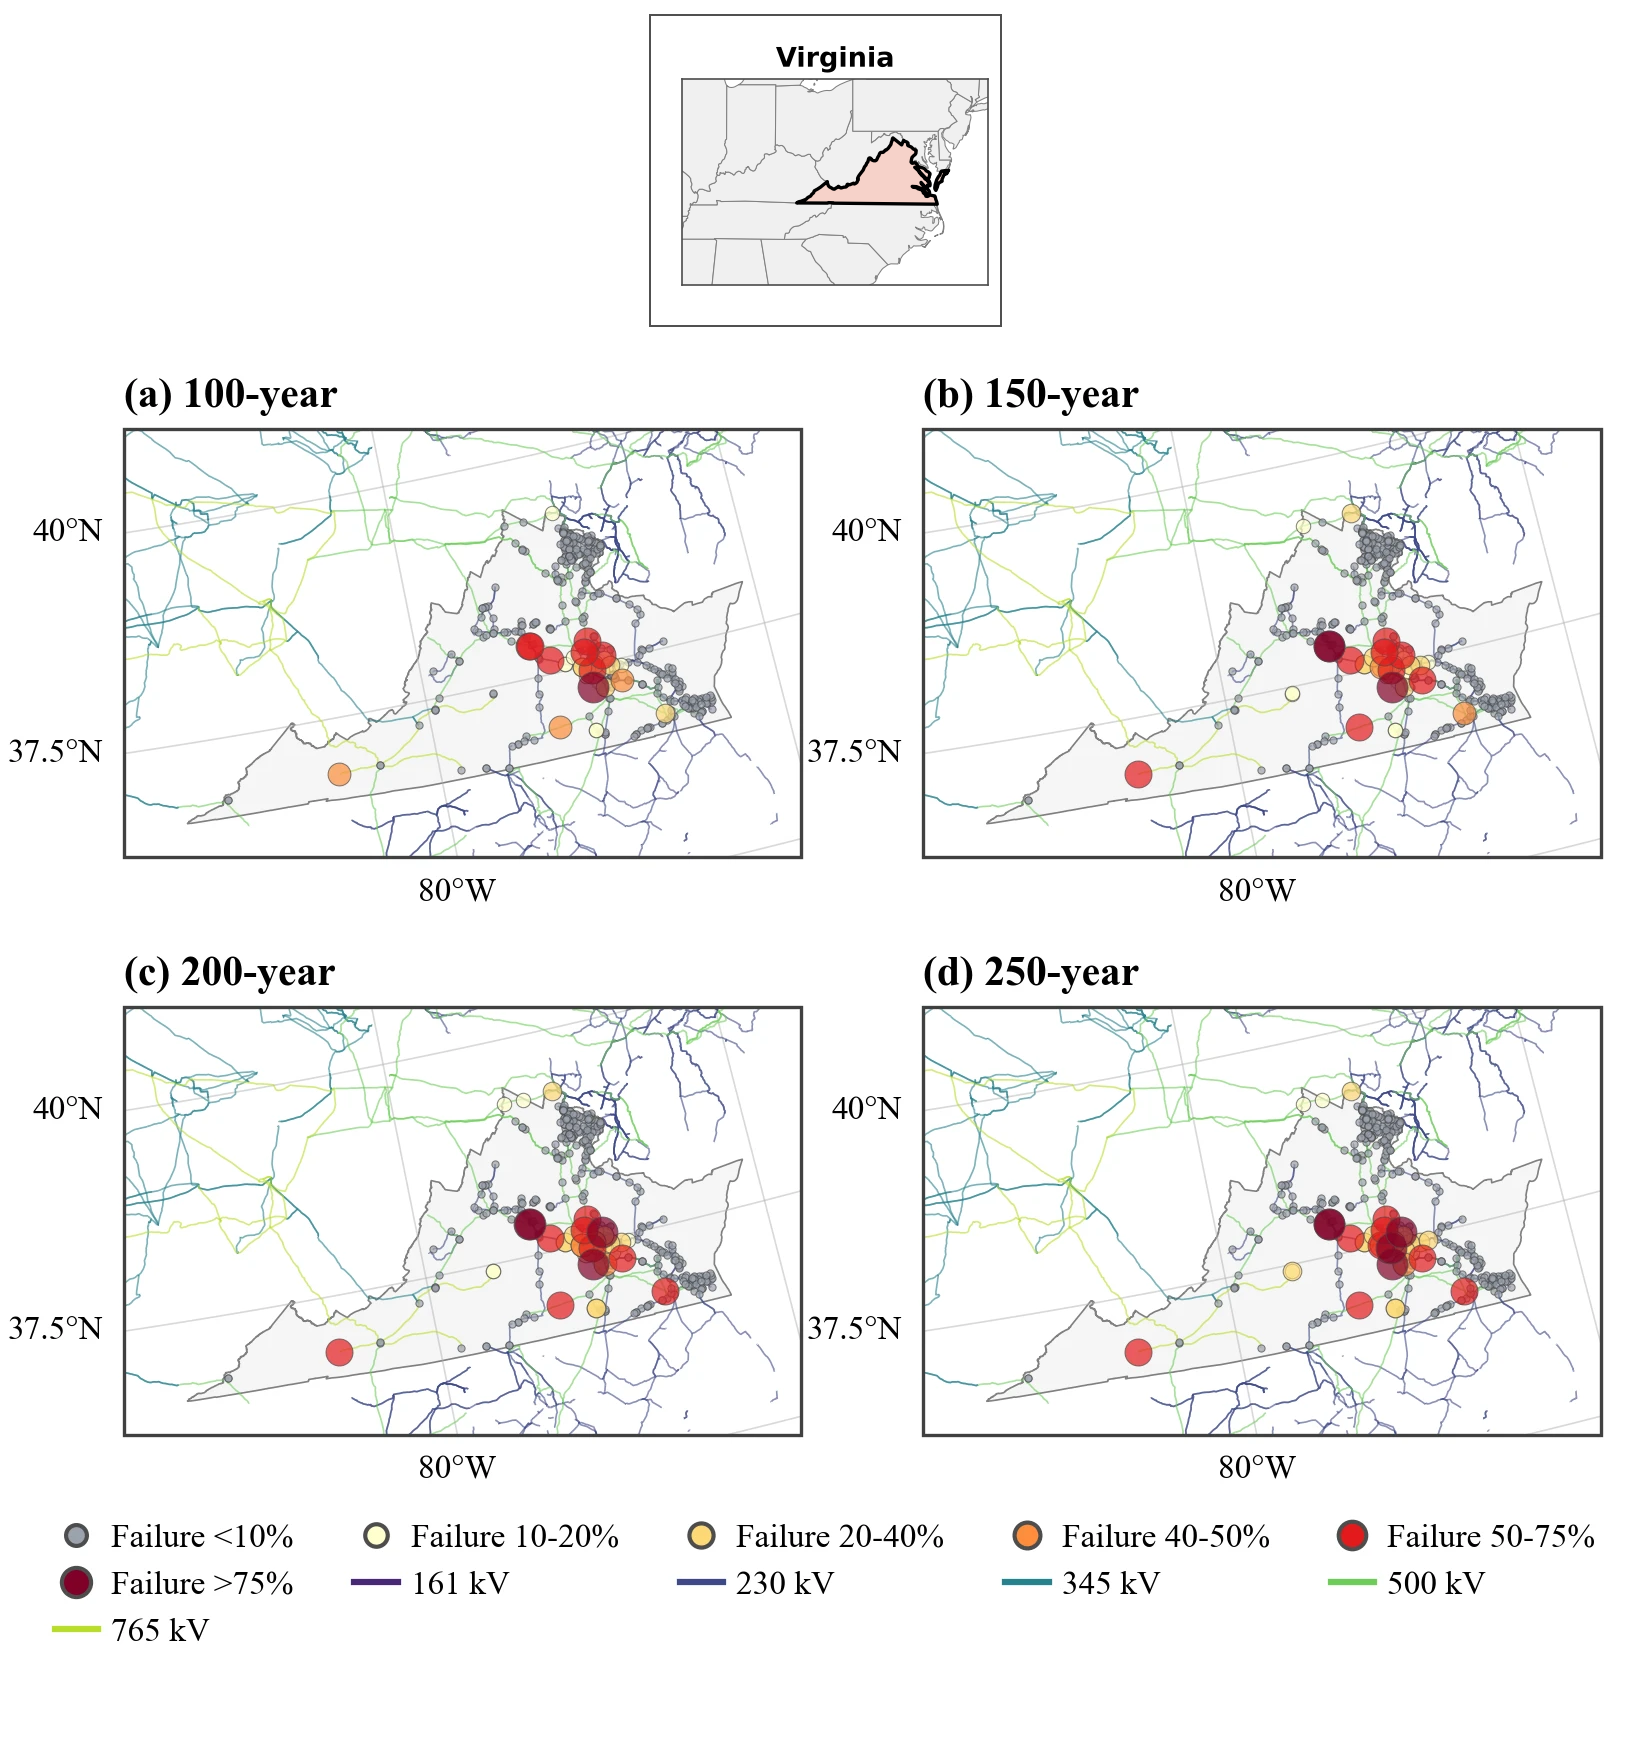 Virginia
(a) 100-year
(b) 150-year
40°N
40°N
37.5°N
37.5°N
80°W
80°W
(c) 200-year
(d) 250-year
40°N
40°N
37.5°N
37.5°N
80°W
80°W
Failure <10%
Failure 10-20%
Failure 20-40%
Failure 40-50%
Failure 50-75%
Failure >75%
161 kV
230 kV
345 kV
500 kV
765 kV